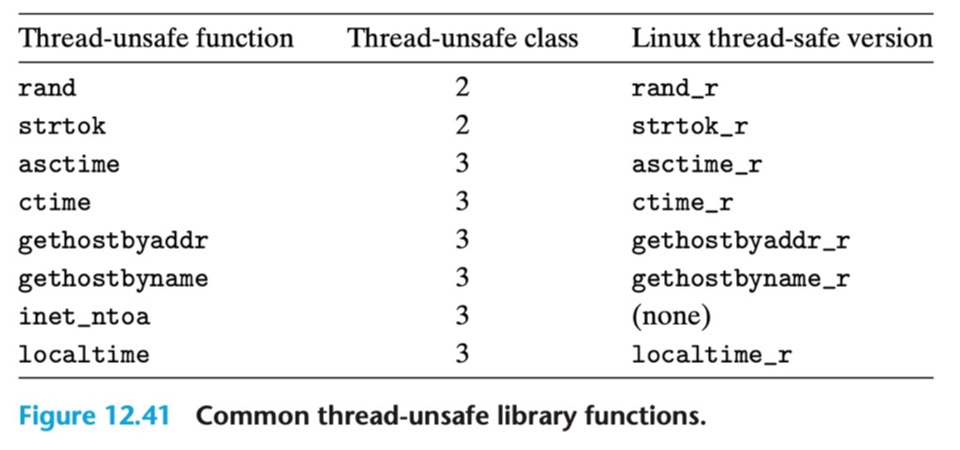 Thread-unsafe function Thread-unsafe class Linux thread-safe version
rand 2 rand_r
strtok 2 strtok_r
asctime 3 asctime_r
ctime 3 ctime_r
gethostbyaddr 3 gethostbyaddr_r
gethostbyname 3 gethostbyname_r
inet_ntoa 3 (none)
localtime 3 localtime_r
Figure 12.41 Common thread-unsafe library functions.